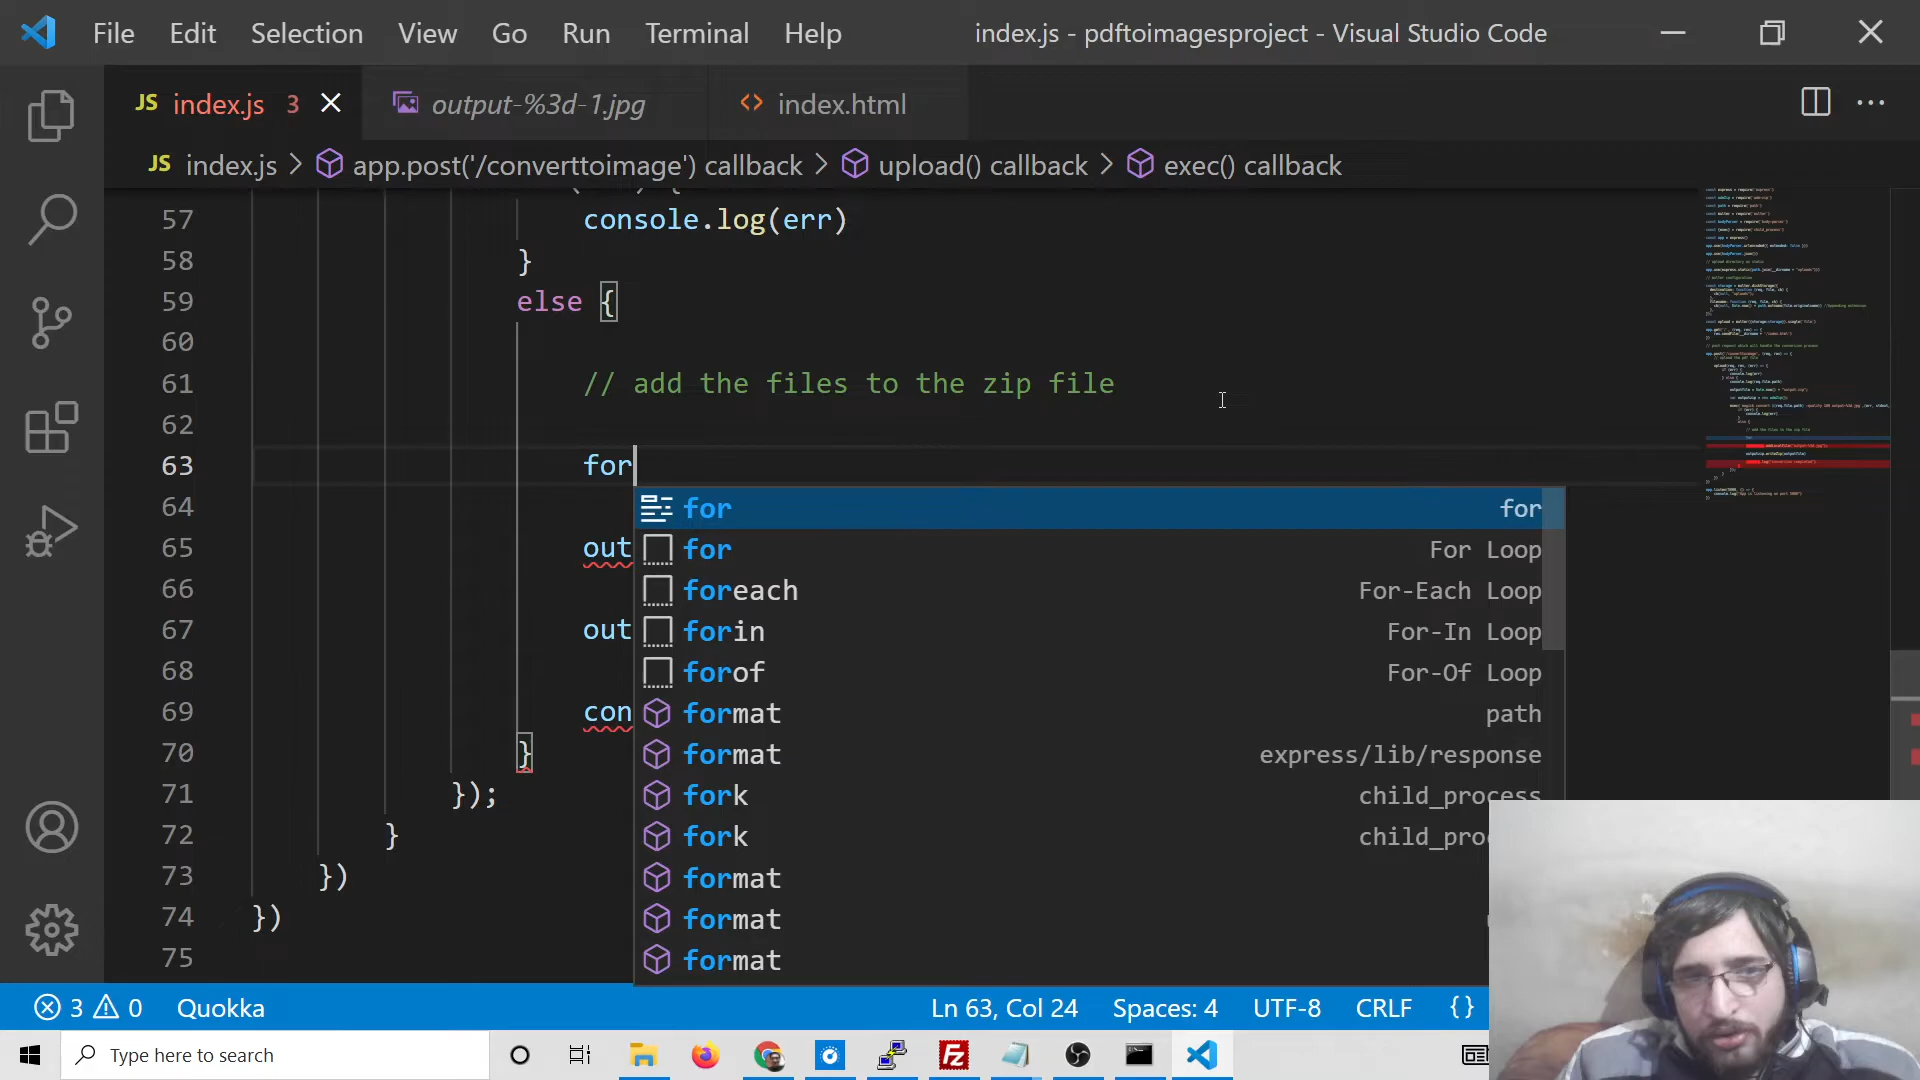 File Edit Selection View Go Run Terminal Help index.js - pdftoimagesproject - Visual Studio Code
JS index.js 3 output-%3d-1.jpg <> index.html
JS index.js > app.post('/converttoimage') callback > upload() callback > exec() callback
57 console.log(err)
58 }
59 else {
60
61 // add the files to the zip file
62
63 for
64
65 out
66
67 out
68
69 con
70 }
71 });
72 }
73 })
74 })
75
for for
for For Loop
foreach For-Each Loop
forin For-In Loop
forof For-Of Loop
format path
format express/lib/response
fork child_process
fork child_pro
format
format
format
3 0 Quokka Ln 63, Col 24 Spaces: 4 UTF-8 CRLF {}
Type here to search